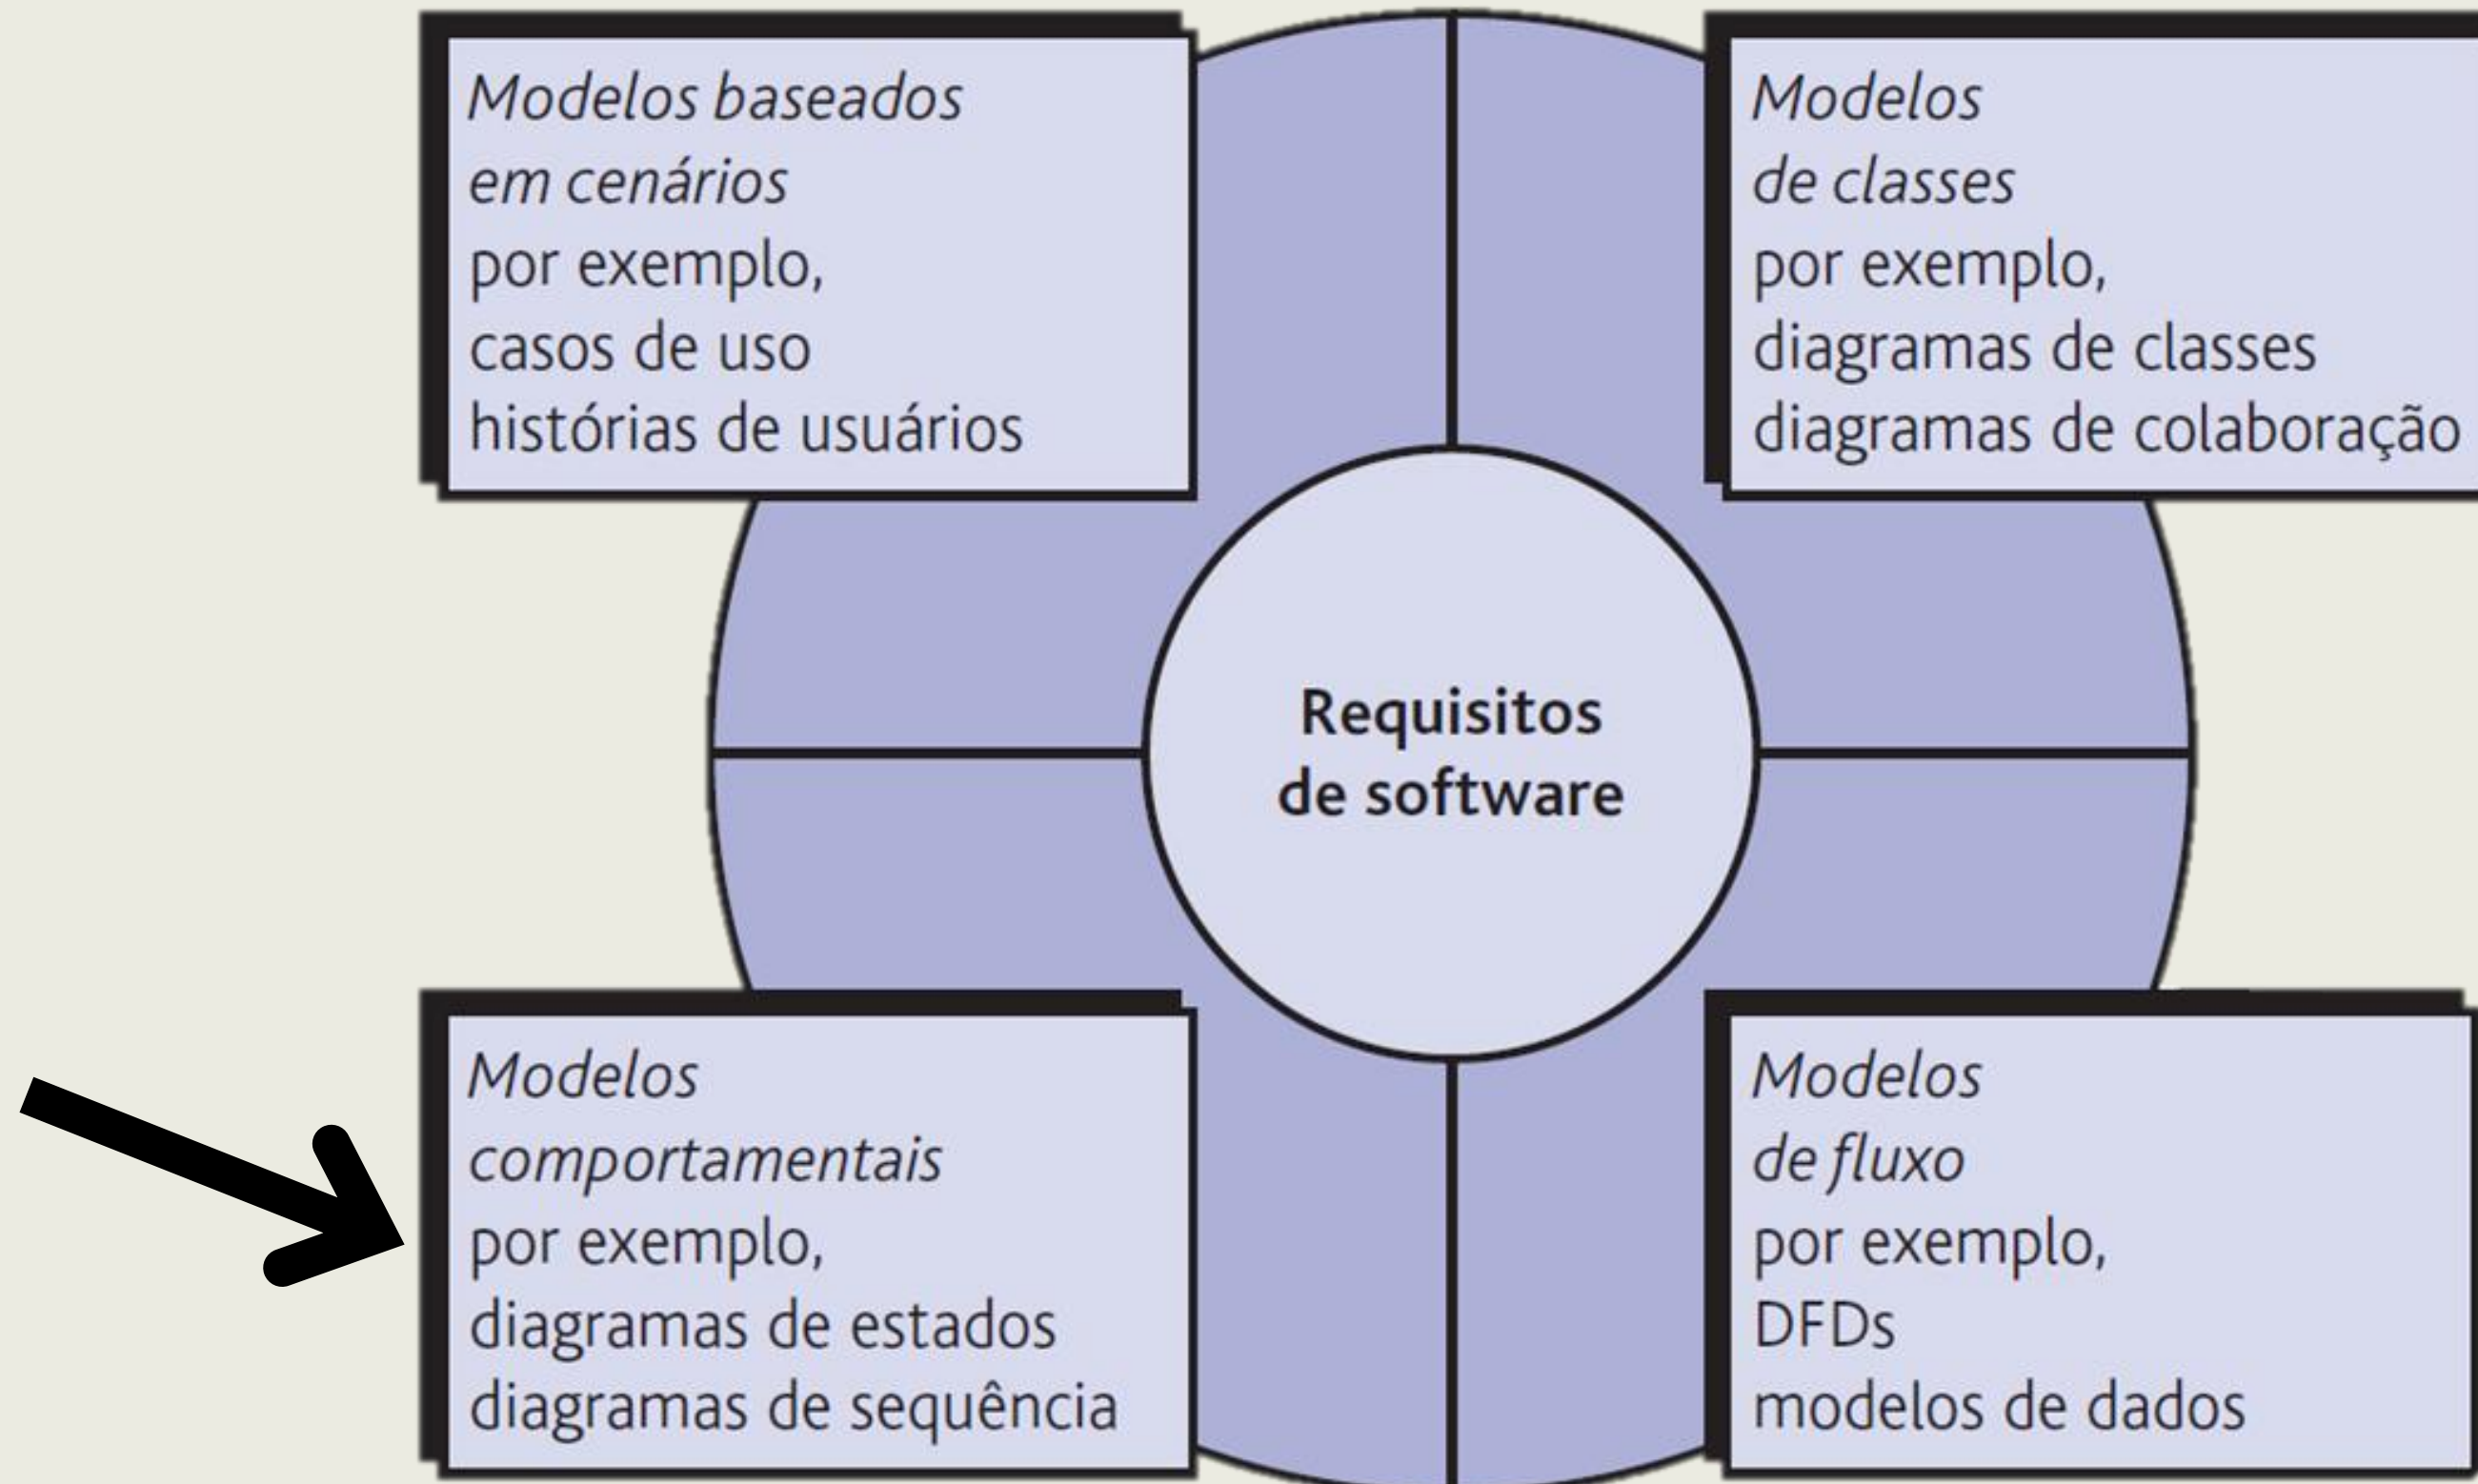 Modelos baseados
em cenários
por exemplo,
casos de uso
histórias de usuários
Modelos
de classes
por exemplo,
diagramas de classes
diagramas de colaboração
Requisitos
de software
Modelos
comportamentais
por exemplo,
diagramas de estados
diagramas de sequência
Modelos
de fluxo
por exemplo,
DFDs
modelos de dados